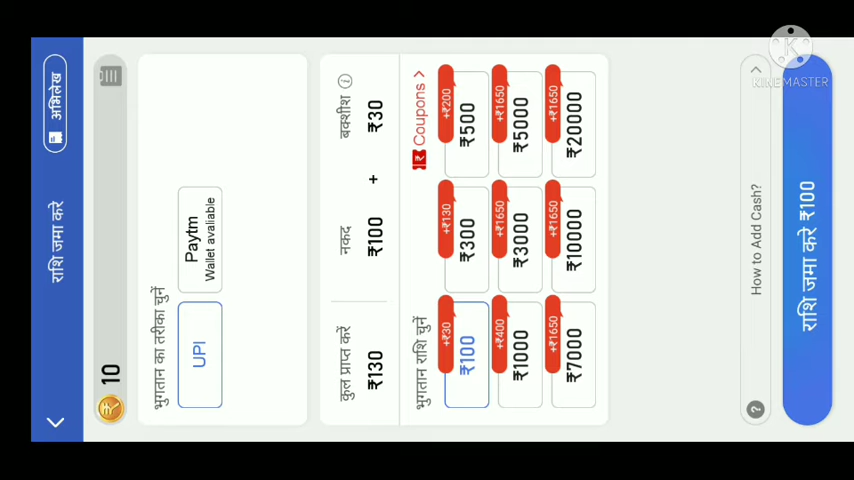 राशि जमा करे
अभिलेख
10
भुगतान का तरीका चुनें
UPI
Paytm
Wallet avaliable
कुल प्राप्त करें
नकद
बक्शीश
₹130
₹100
+
₹30
भुगतान राशि चुनें
Coupons >
+₹30
₹100
+₹130
₹300
+₹200
₹500
+₹400
₹1000
+₹1650
₹3000
+₹1650
₹5000
+₹1650
₹7000
+₹1650
₹10000
+₹1650
₹20000
? How to Add Cash?
राशि जमा करे ₹100
KINEMASTER